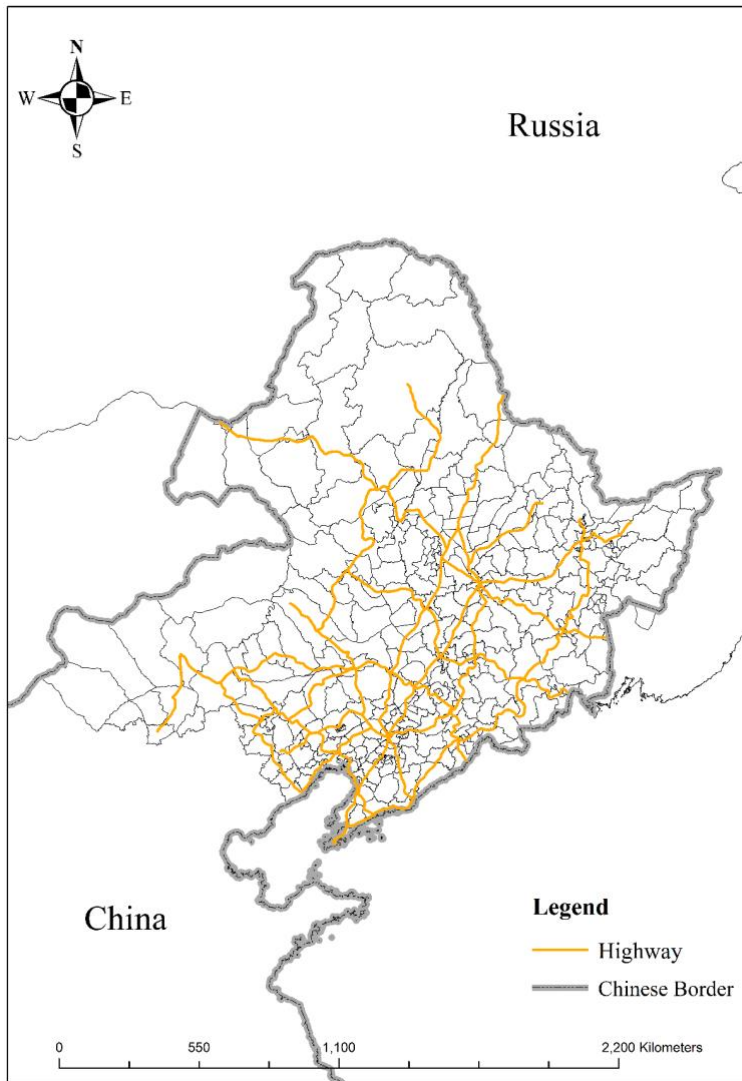 N
W E
S
Russia
China
Legend
Highway
Chinese Border
0 550 1,100 2,200 Kilometers